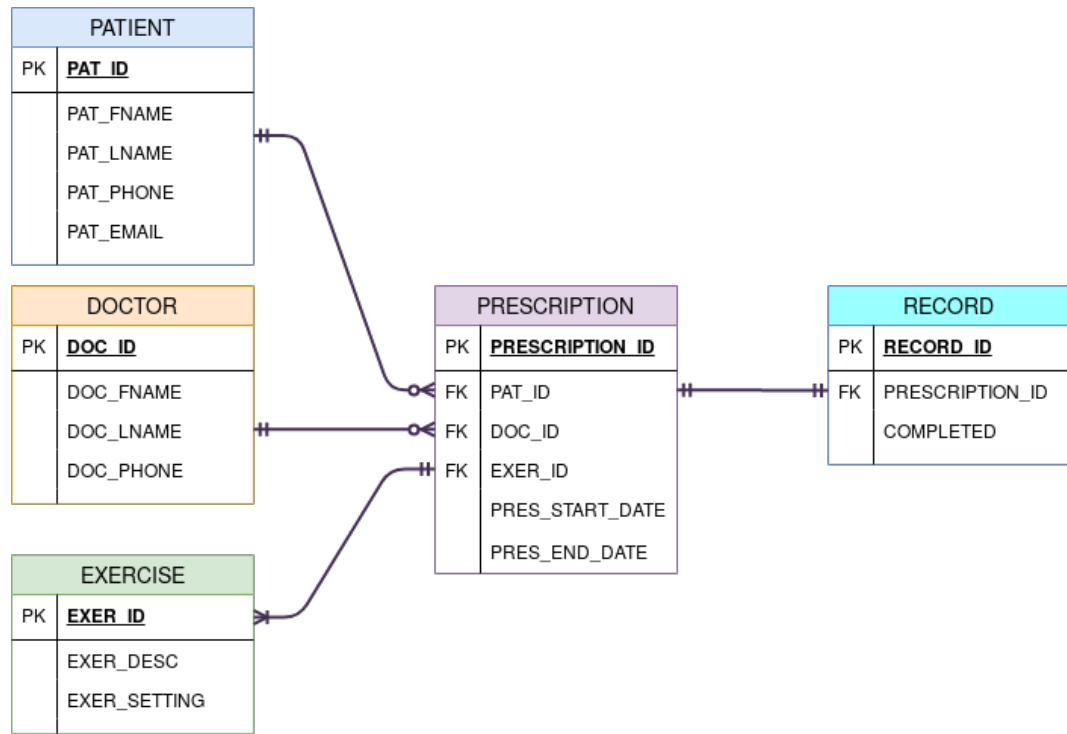 PATIENT
PK PAT_ID
PAT_FNAME
PAT_LNAME
PAT_PHONE
PAT_EMAIL
DOCTOR
PK DOC_ID
DOC_FNAME
DOC_LNAME
DOC_PHONE
EXERCISE
PK EXER_ID
EXER_DESC
EXER_SETTING
PRESCRIPTION
PK PRESCRIPTION_ID
FK PAT_ID
FK DOC_ID
FK EXER_ID
PRES_START_DATE
PRES_END_DATE
RECORD
PK RECORD_ID
FK PRESCRIPTION_ID
COMPLETED